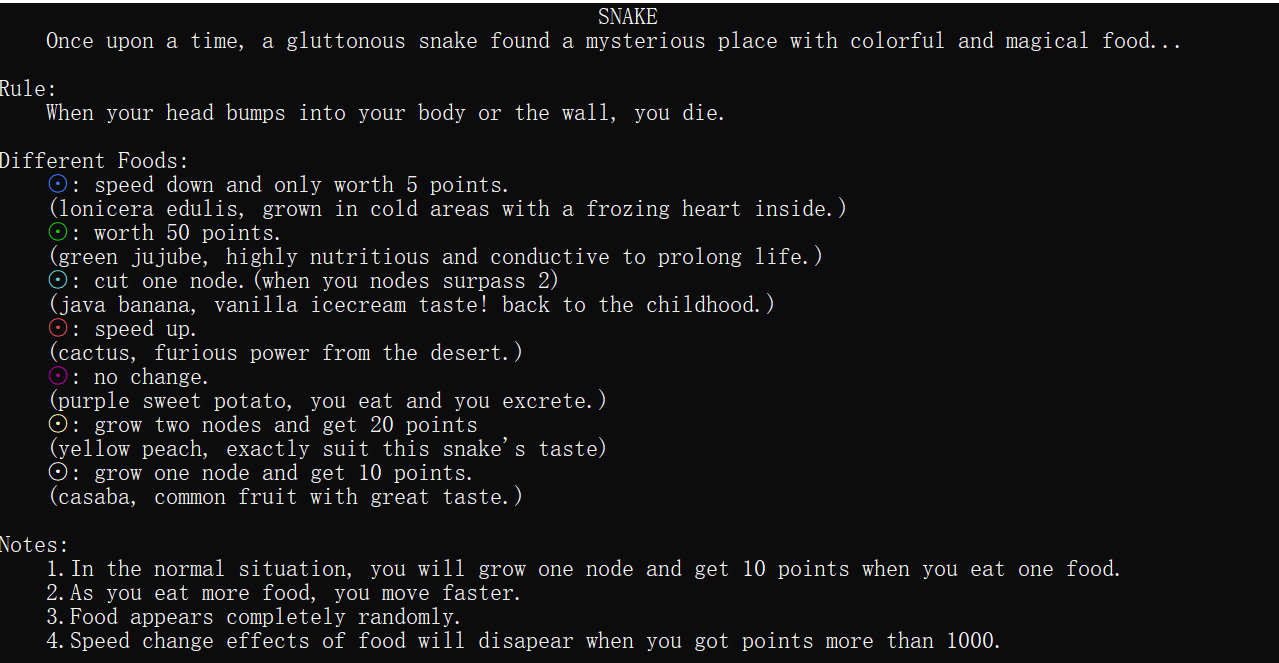 SNAKE
Once upon a time, a gluttonous snake found a mysterious place with colorful and magical food...
Rule:
When your head bumps into your body or the wall, you die.
Different Foods:
⊙: speed down and only worth 5 points.
(lonicera edulis, grown in cold areas with a frozing heart inside.)
⊙: worth 50 points.
(green jujube, highly nutritious and conductive to prolong life.)
⊙: cut one node.(when you nodes surpass 2)
(java banana, vanilla icecream taste! back to the childhood.)
⊙: speed up.
(cactus, furious power from the desert.)
⊙: no change.
(purple sweet potato, you eat and you excrete.)
⊙: grow two nodes and get 20 points
(yellow peach, exactly suit this snake's taste)
⊙: grow one node and get 10 points.
(casaba, common fruit with great taste.)
Notes:
1.In the normal situation, you will grow one node and get 10 points when you eat one food.
2.As you eat more food, you move faster.
3.Food appears completely randomly.
4.Speed change effects of food will disapear when you got points more than 1000.